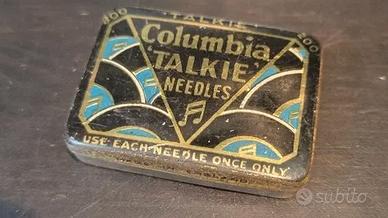 200 "TALKIE" 200
Columbia
"TALKIE"
NEEDLES
USE EACH NEEDLE ONCE ONLY
subito